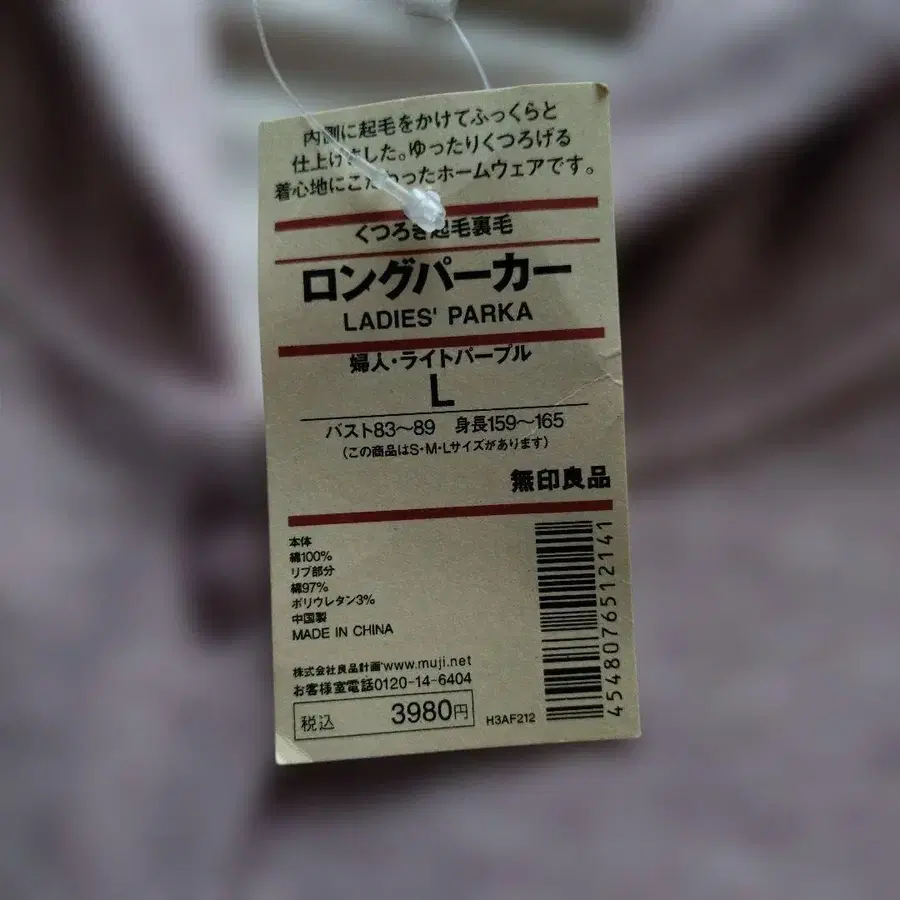 内側に起毛をかけてふっくらと
仕上げました。ゆったりくつろげる
着心地にこだわったホームウェアです。
くつろぎ起毛裏毛
ロングパーカー
LADIES' PARKA
婦人・ライトパープル
L
バスト83〜89 身長159〜165
(この商品はS・M・Lサイズがあります)
無印良品
本体
綿100%
リブ部分
綿97%
ポリウレタン3%
中国製
MADE IN CHINA
株式会社良品計画 www.muji.net
お客様室電話0120-14-6404
税込 3980円
H3AF212
4548076512141